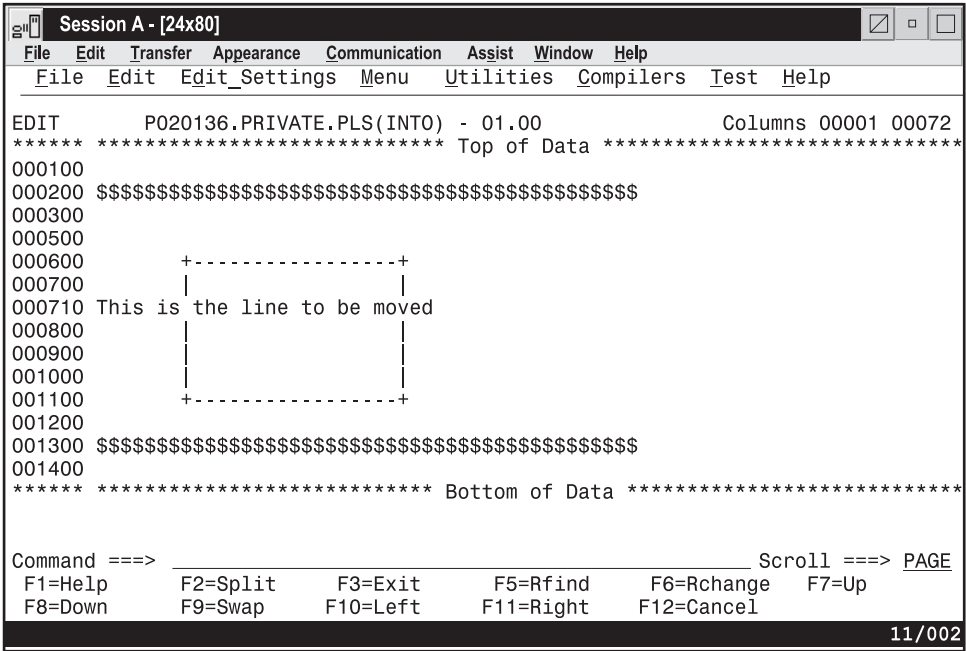 Session A - [24x80]
File Edit Transfer Appearance Communication Assist Window Help
File Edit Edit_Settings Menu Utilities Compilers Test Help
EDIT P020136.PRIVATE.PLS(INTO) - 01.00 Columns 00001 00072
****** ***************************** Top of Data ******************************
000100
000200 $$$$$$$$$$$$$$$$$$$$$$$$$$$$$$$$$$$$$$$$$$$$$
000300
000500
000600 +-----------------+
000700 | |
000710 This is the line to be moved
000800 | |
000900 | |
001000 | |
001100 +-----------------+
001200
001300 $$$$$$$$$$$$$$$$$$$$$$$$$$$$$$$$$$$$$$$$$$$$$
001400
****** **************************** Bottom of Data ****************************
Command ===> Scroll ===> PAGE
F1=Help F2=Split F3=Exit F5=Rfind F6=Rchange F7=Up
F8=Down F9=Swap F10=Left F11=Right F12=Cancel
11/002